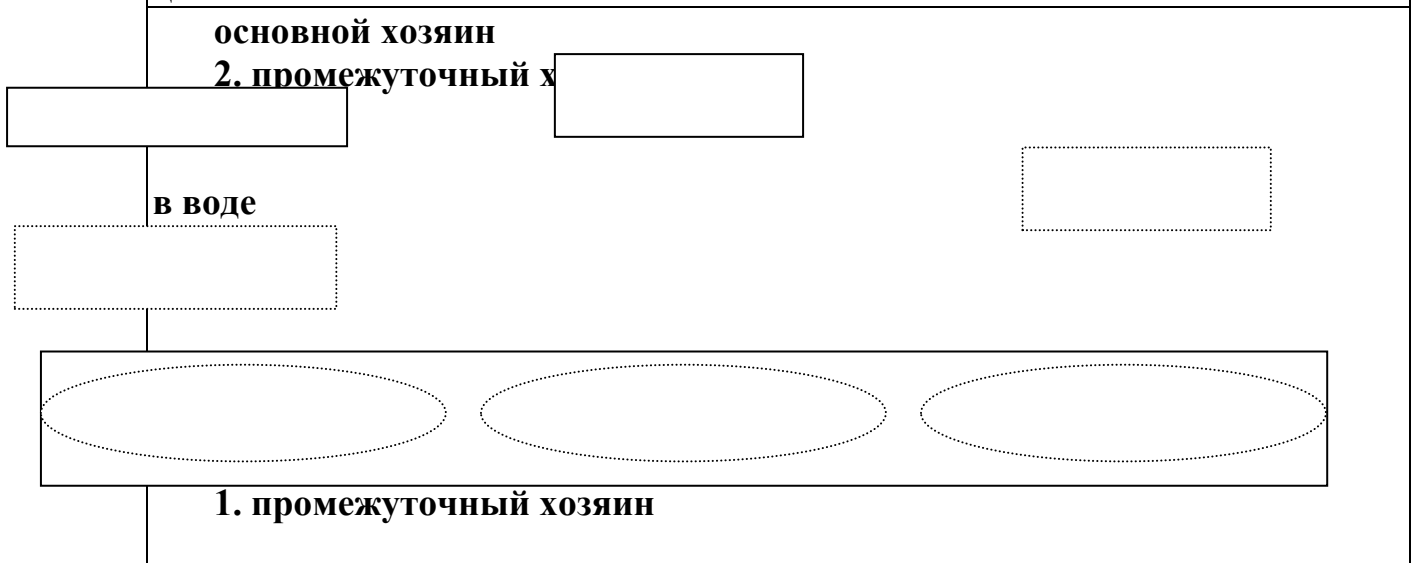 основной хозяин
2. промежуточный х
в воде
1. промежуточный хозяин